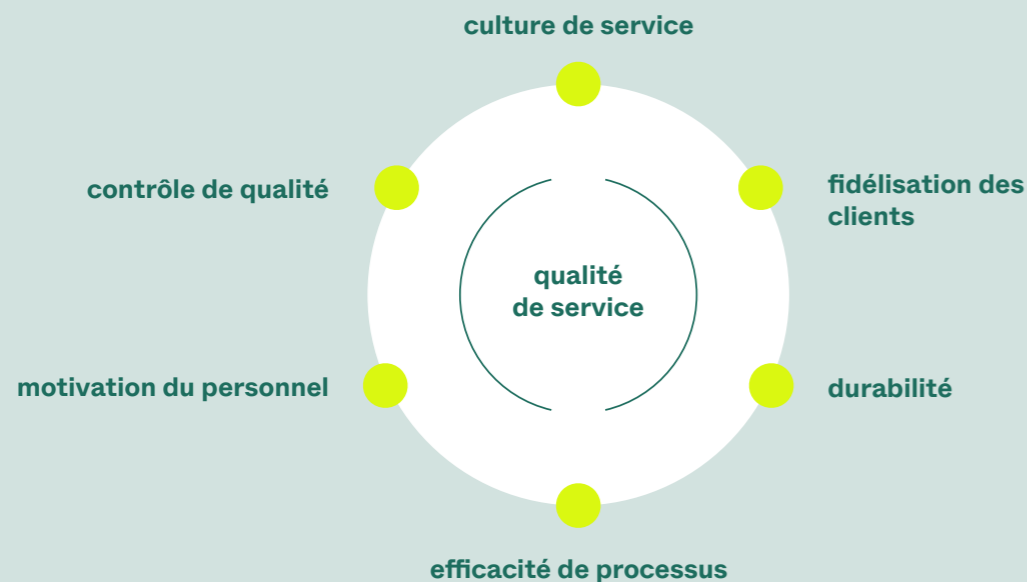 culture de service
contrôle de qualité
fidélisation des
clients
qualité
de service
motivation du personnel
durabilité
efficacité de processus